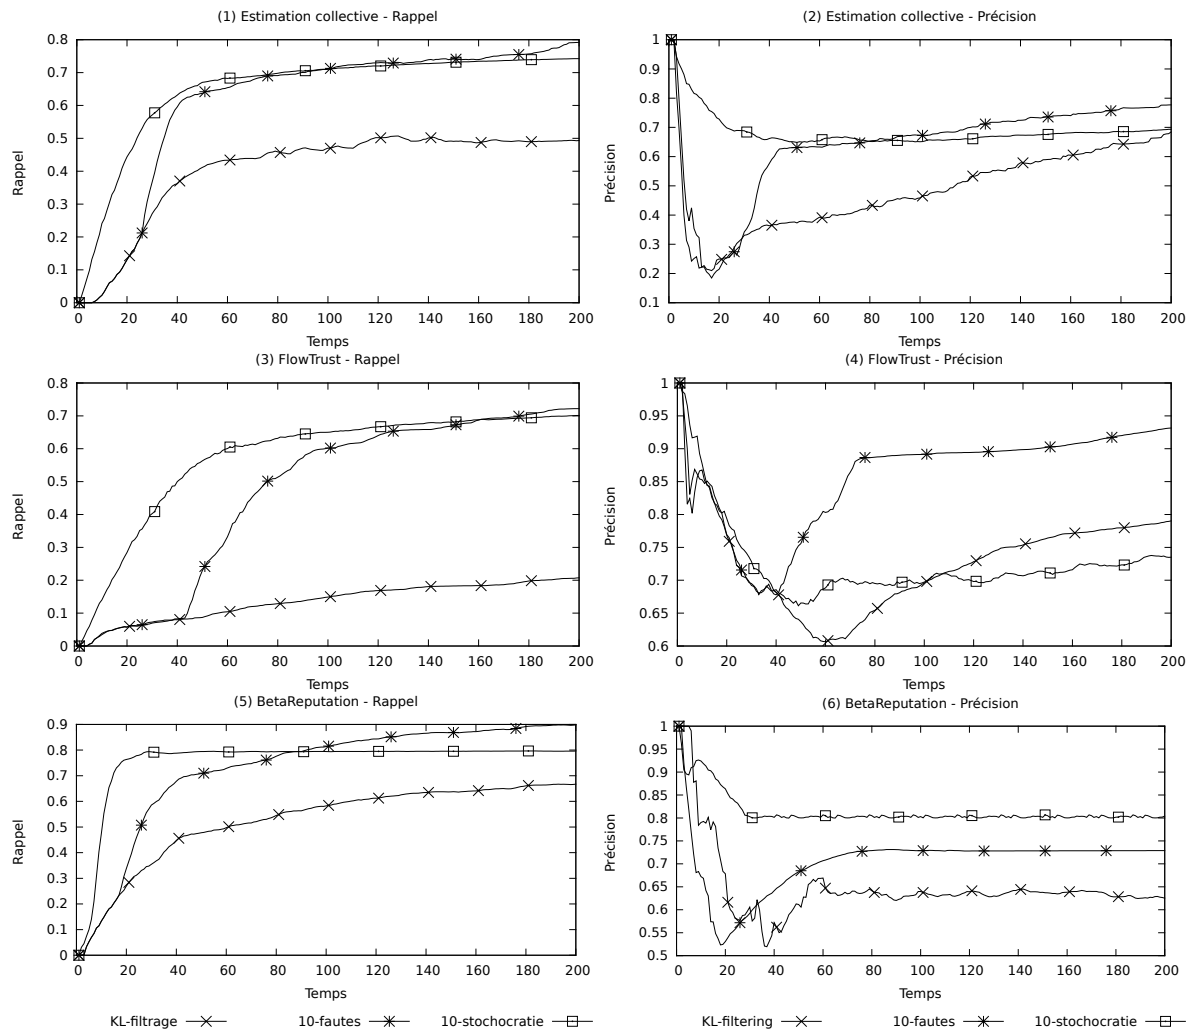 (1) Estimation collective - Rappel
Rappel
0.8
0.7
0.6
0.5
0.4
0.3
0.2
0.1
0
0 20 40 60 80 100 120 140 160 180 200
Temps
(2) Estimation collective - Précision
Précision
1
0.9
0.8
0.7
0.6
0.5
0.4
0.3
0.2
0.1
0 20 40 60 80 100 120 140 160 180 200
Temps
(3) FlowTrust - Rappel
Rappel
0.8
0.7
0.6
0.5
0.4
0.3
0.2
0.1
0
0 20 40 60 80 100 120 140 160 180 200
Temps
(4) FlowTrust - Précision
Précision
1
0.95
0.9
0.85
0.8
0.75
0.7
0.65
0.6
0 20 40 60 80 100 120 140 160 180 200
Temps
(5) BetaReputation - Rappel
Rappel
0.9
0.8
0.7
0.6
0.5
0.4
0.3
0.2
0.1
0
0 20 40 60 80 100 120 140 160 180 200
Temps
(6) BetaReputation - Précision
Précision
1
0.95
0.9
0.85
0.8
0.75
0.7
0.65
0.6
0.55
0.5
0 20 40 60 80 100 120 140 160 180 200
Temps
KL-filtrage 10-fautes 10-stochocratie
KL-filtering 10-fautes 10-stochocratie